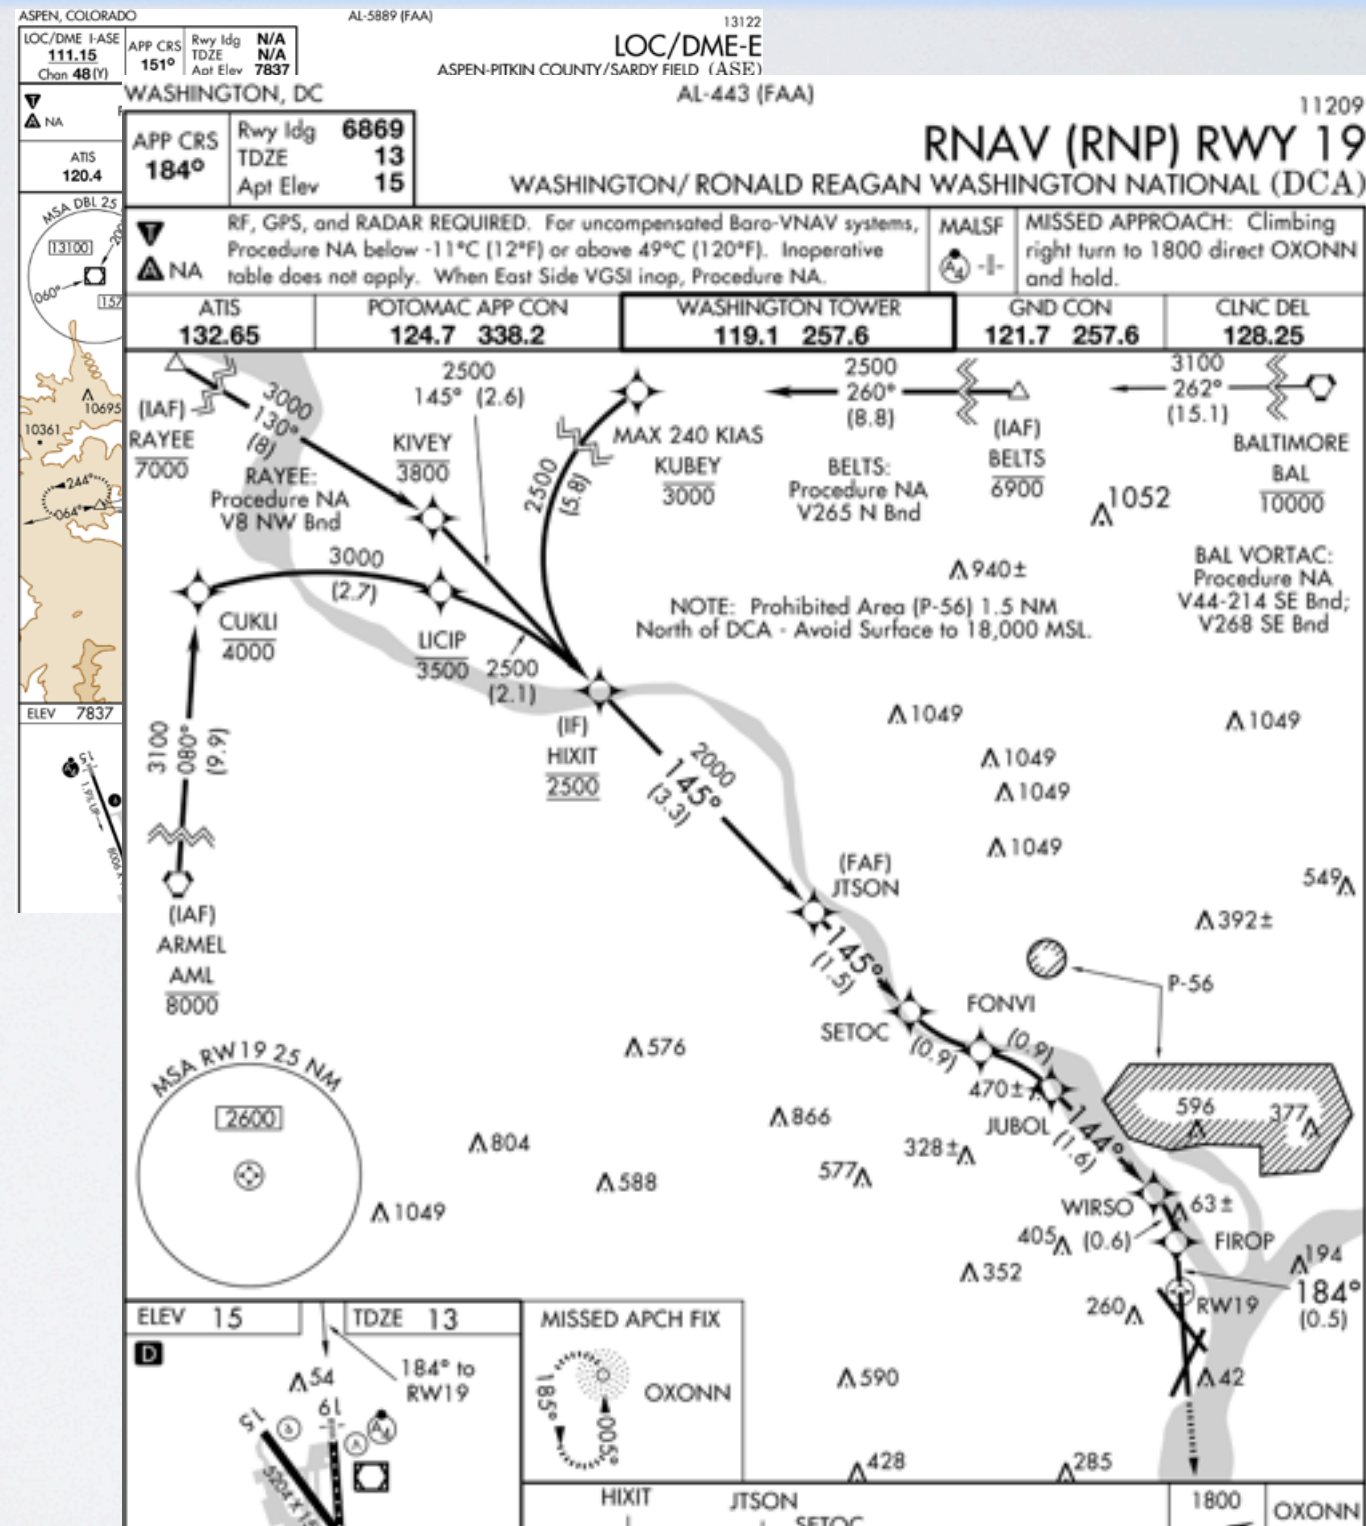 ASPEN, COLORADO
AL-5889 (FAA)
13122
LOC/DME I-ASE
111.15
Chan 48(Y)
APP CRS
151°
Rwy ldg N/A
TDZE N/A
Apt Elev 7837
LOC/DME-E
ASPEN-PITKIN COUNTY/SARDY FIELD (ASE)
T
A NA
ATIS
120.4
MSA DBL 25
13100
060°
10695
10361
244°
064°
ELEV 7837
1.9% UP
WASHINGTON, DC
AL-443 (FAA)
11209
APP CRS
184°
Rwy ldg 6869
TDZE 13
Apt Elev 15
RNAV (RNP) RWY 19
WASHINGTON/ RONALD REAGAN WASHINGTON NATIONAL (DCA)
T
A NA
RF, GPS, and RADAR REQUIRED. For uncompensated Baro-VNAV systems,
Procedure NA below -11°C (12°F) or above 49°C (120°F). Inoperative
table does not apply. When East Side VGSI inop, Procedure NA.
MALSF
A4
MISSED APPROACH: Climbing
right turn to 1800 direct OXONN
and hold.
ATIS
132.65
POTOMAC APP CON
124.7 338.2
WASHINGTON TOWER
119.1 257.6
GND CON
121.7 257.6
CLNC DEL
128.25
(IAF)
RAYEE
7000
3000
130°
(8)
RAYEE:
Procedure NA
V8 NW Bnd
2500
145° (2.6)
KIVEY
3800
2500
(5.8)
MAX 240 KIAS
KUBEY
3000
2500
260°
(8.8)
BELTS:
Procedure NA
V265 N Bnd
(IAF)
BELTS
6900
3100
262°
(15.1)
BALTIMORE
BAL
10000
1052
940±
BAL VORTAC:
Procedure NA
V44-214 SE Bnd;
V268 SE Bnd
NOTE: Prohibited Area (P-56) 1.5 NM
North of DCA - Avoid Surface to 18,000 MSL.
3000
(2.7)
CUKLI
4000
LICIP
3500
2500
(2.1)
(IF)
HIXIT
2500
3100
080°
(9.9)
(IAF)
ARMEL
AML
8000
2000
145°
(3.3)
1049
1049
1049
1049
1049
(FAF)
JTSON
549
392±
145°
(1.5)
P-56
SETOC
FONVI
(0.9)
(0.9)
576
470±
JUBOL
144°
(1.6)
596
377
MSA RW19 25 NM
2600
866
804
328±
577
588
1049
WIRSO
63±
405
(0.6)
FIROP
194
352
184°
(0.5)
260
RW19
590
42
428
285
ELEV 15
TDZE 13
D
184° to
RW19
54
19
15
A4
MISSED APCH FIX
OXONN
185°
005°
HIXIT
JTSON
SETOC
1800
OXONN